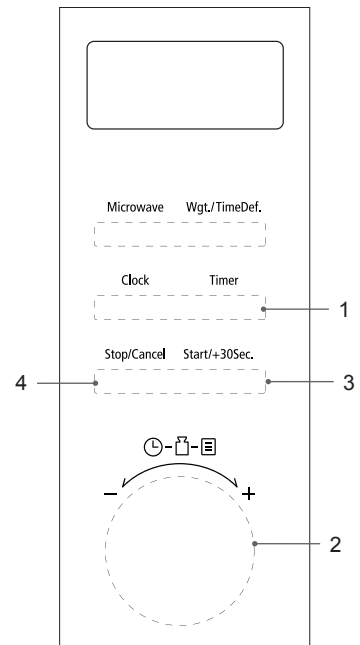 Microwave Wgt./TimeDef.
Clock Timer
1
Stop/Cancel Start/+30Sec.
4 3
- +
2